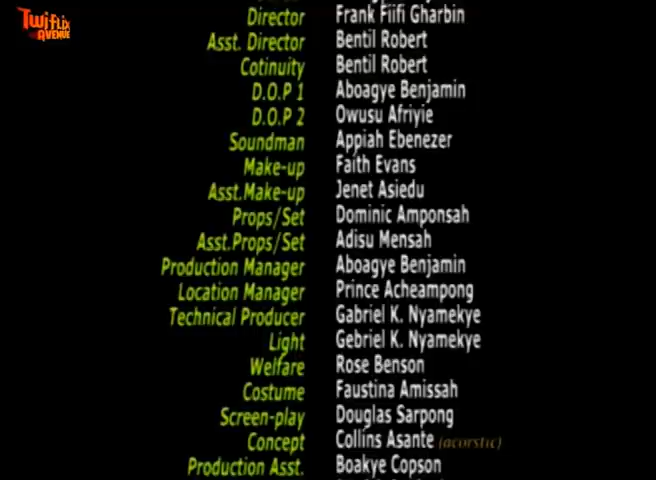 Twiflix
AVENUE
Director Frank Fiifi Gharbin
Asst. Director Bentil Robert
Cotinuity Bentil Robert
D.O.P 1 Aboagye Benjamin
D.O.P 2 Owusu Afriyie
Soundman Appiah Ebenezer
Make-up Faith Evans
Asst.Make-up Jenet Asiedu
Props/Set Dominic Amponsah
Asst.Props/Set Adisu Mensah
Production Manager Aboagye Benjamin
Location Manager Prince Acheampong
Technical Producer Gabriel K. Nyamekye
Light Gebriel K. Nyamekye
Welfare Rose Benson
Costume Faustina Amissah
Screen-play Douglas Sarpong
Concept Collins Asante (acorstic)
Production Asst. Boakye Copson